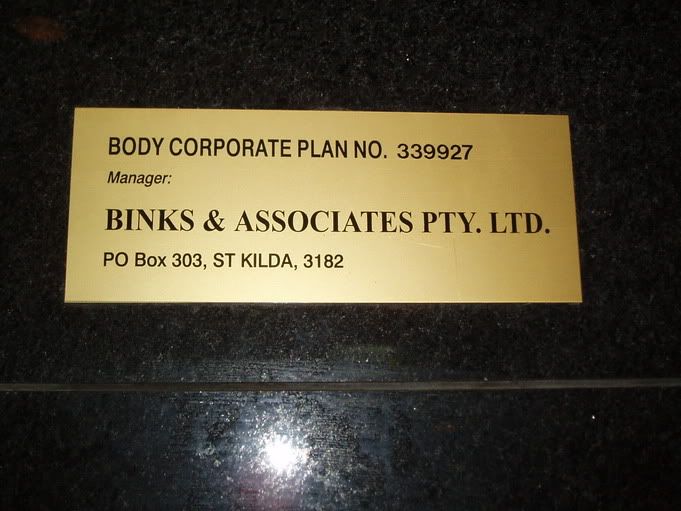 BODY CORPORATE PLAN NO. 339927
Manager:
BINKS & ASSOCIATES PTY. LTD.
PO Box 303, ST KILDA, 3182